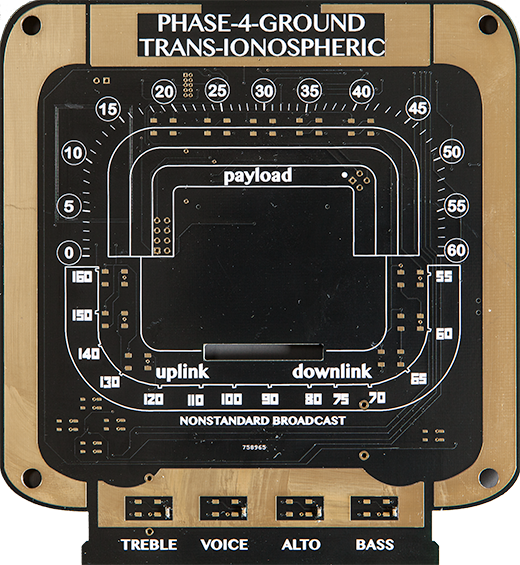 PHASE-4-GROUND
TRANS-IONOSPHERIC
20 25 30 35 40
15 45
10 50
payload
5 55
0 60
160 55
150 60
140
uplink downlink
130 65
120 110 100 90 80 75 70
NONSTANDARD BROADCAST
758965
TREBLE VOICE ALTO BASS